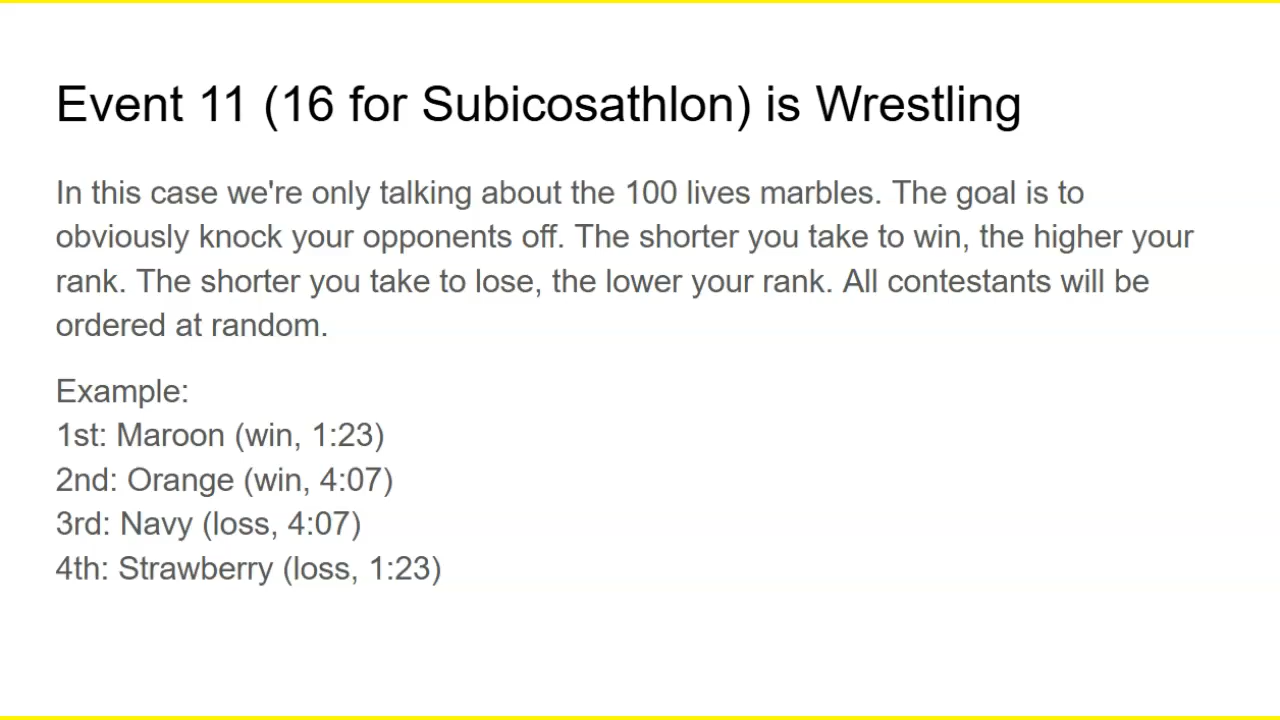 Event 11 (16 for Subicosathlon) is Wrestling
In this case we're only talking about the 100 lives marbles. The goal is to
obviously knock your opponents off. The shorter you take to win, the higher your
rank. The shorter you take to lose, the lower your rank. All contestants will be
ordered at random.
Example:
1st: Maroon (win, 1:23)
2nd: Orange (win, 4:07)
3rd: Navy (loss, 4:07)
4th: Strawberry (loss, 1:23)